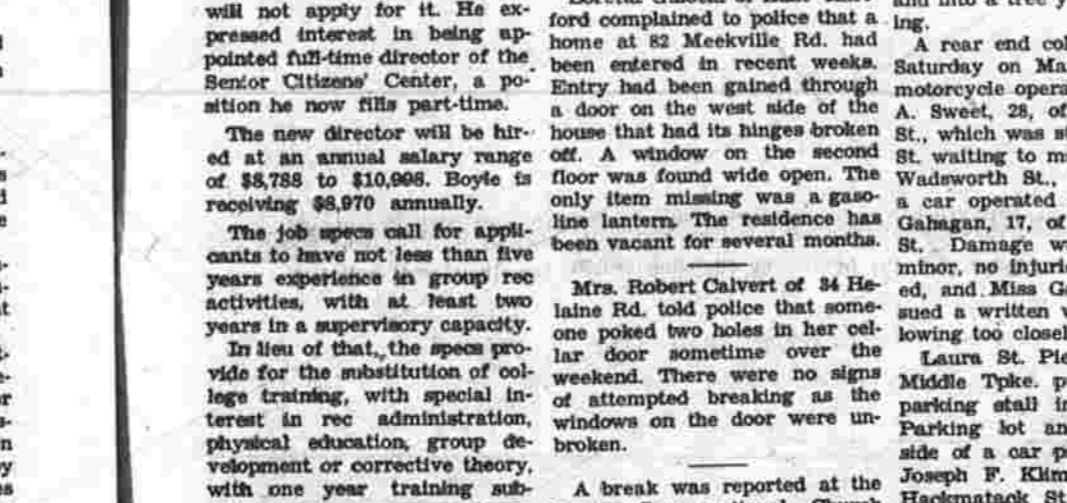 will not apply for it. He ex-
pressed interest in being ap-
pointed full-time director of the
Senior Citizens' Center, a po-
sition he now fills part-time.
The new director will be hir-
ed at an annual salary range
of $8,788 to $10,998. Boyle is
receiving $8,970 annually.
The job specs call for appli-
cants to have not less than five
years experience in group rec
activities, with at least two
years in a supervisory capacity.
In lieu of that, the specs pro-
vide for the substitution of col-
lege training, with special in-
terest in rec administration,
physical education, group de-
velopment or corrective theory,
with one year training sub-
ford complained to police that a
home at 82 Meekville Rd. had
been entered in recent weeks.
Entry had been gained through
a door on the west side of the
house that had its hinges broken
off. A window on the second
floor was found wide open. The
only item missing was a gaso-
line lantern. The residence has
been vacant for several months.
Mrs. Robert Calvert of 34 He-
laine Rd. told police that some-
one poked two holes in her cel-
lar door sometime over the
weekend. There were no signs
of attempted breaking as the
windows on the door were un-
broken.
A break was reported at the
and into a tree
ing.
A rear end
Saturday on
motorcycle
A. Sweet, 28, of
St., which was
St. waiting to
Wadsworth St.,
a car operated
Gahagan, 17, of
St. Damage
minor, no
ed, and Miss
sued a written
lowing too
Laura St.
Middle Tpke.
parking stall
Parking lot
side of a car
Joseph F.
Hackmatack St